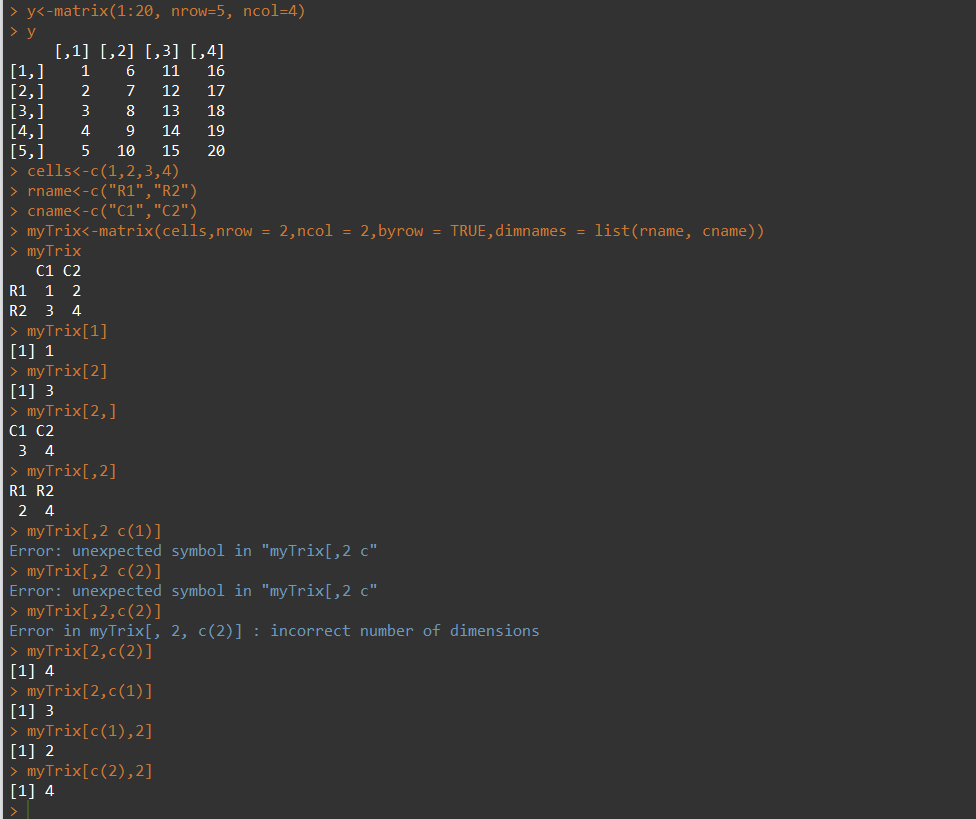 > y<-matrix(1:20, nrow=5, ncol=4)
> y
     [,1] [,2] [,3] [,4]
[1,]    1    6   11   16
[2,]    2    7   12   17
[3,]    3    8   13   18
[4,]    4    9   14   19
[5,]    5   10   15   20
> cells<-c(1,2,3,4)
> rname<-c("R1","R2")
> cname<-c("C1","C2")
> myTrix<-matrix(cells,nrow = 2,ncol = 2,byrow = TRUE,dimnames = list(rname, cname))
> myTrix
   C1 C2
R1  1  2
R2  3  4
> myTrix[1]
[1] 1
> myTrix[2]
[1] 3
> myTrix[2,]
C1 C2
 3  4
> myTrix[,2]
R1 R2
 2  4
> myTrix[,2 c(1)]
Error: unexpected symbol in "myTrix[,2 c"
> myTrix[,2 c(2)]
Error: unexpected symbol in "myTrix[,2 c"
> myTrix[,2,c(2)]
Error in myTrix[, 2, c(2)] : incorrect number of dimensions
> myTrix[2,c(2)]
[1] 4
> myTrix[2,c(1)]
[1] 3
> myTrix[c(1),2]
[1] 2
> myTrix[c(2),2]
[1] 4
>